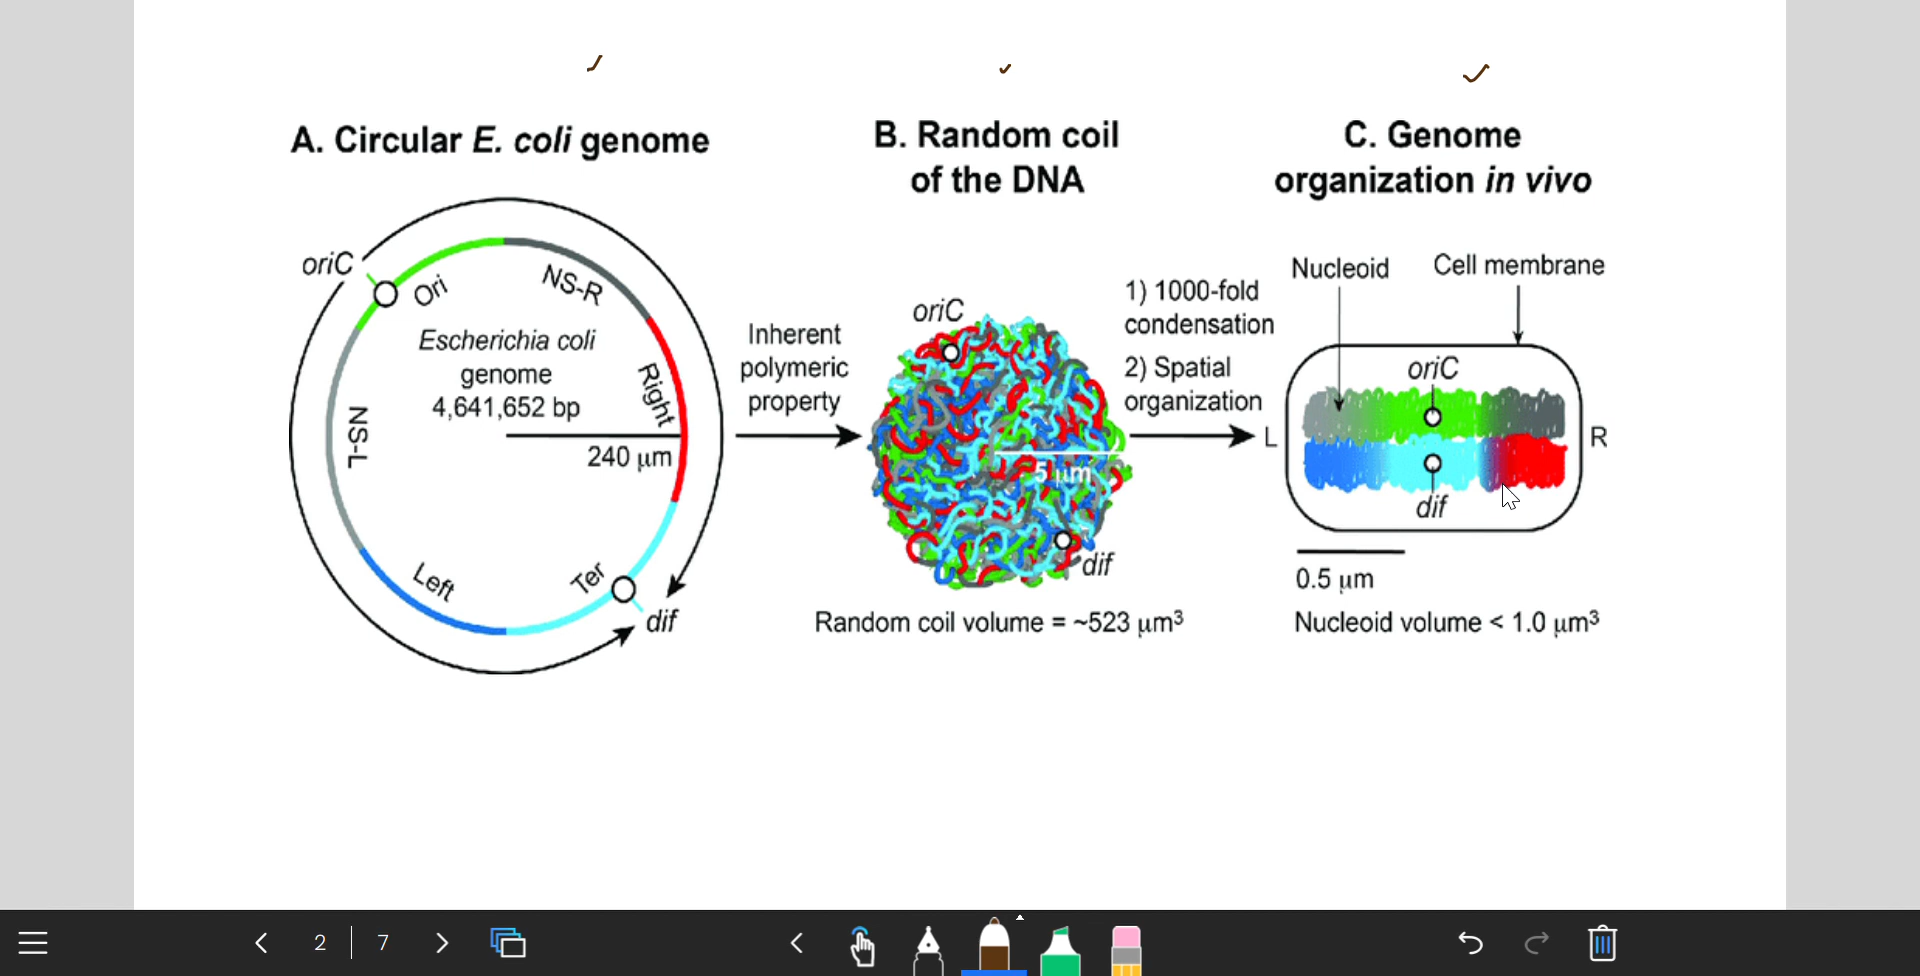 A. Circular E. coli genome
oriC
Ori
NS-R
Escherichia coli
genome
4,641,652 bp
Right
240 μm
NS-L
Left
Ter
dif
Inherent
polymeric
property
B. Random coil
of the DNA
oriC
5 μm
dif
Random coil volume = ~523 μm³
1) 1000-fold
condensation
2) Spatial
organization
C. Genome
organization in vivo
Nucleoid
Cell membrane
oriC
L
R
dif
0.5 μm
Nucleoid volume < 1.0 μm³
2 7